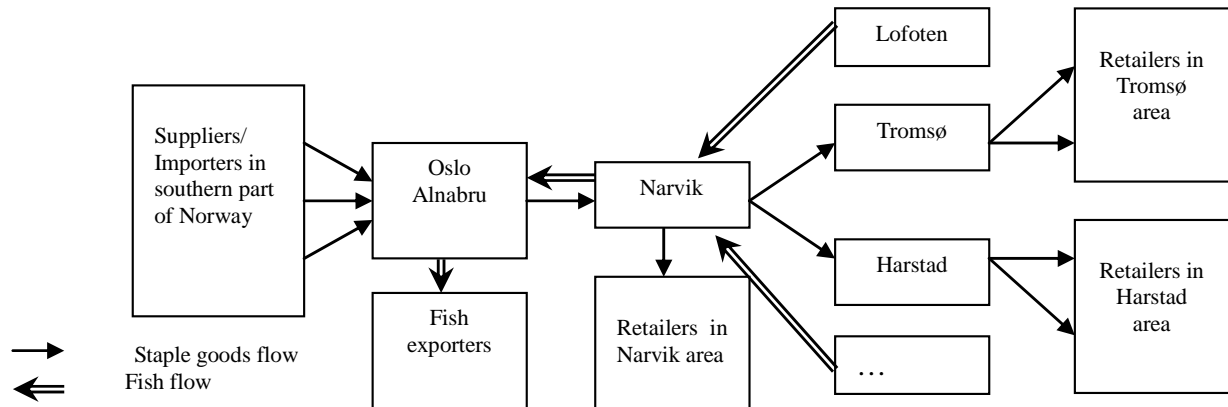 Suppliers/
Importers in
southern part
of Norway
Oslo
Alnabru
Fish
exporters
Narvik
Retailers in
Narvik area
Lofoten
Tromsø
Harstad
...
Retailers in
Tromsø
area
Retailers in
Harstad
area
Staple goods flow
Fish flow